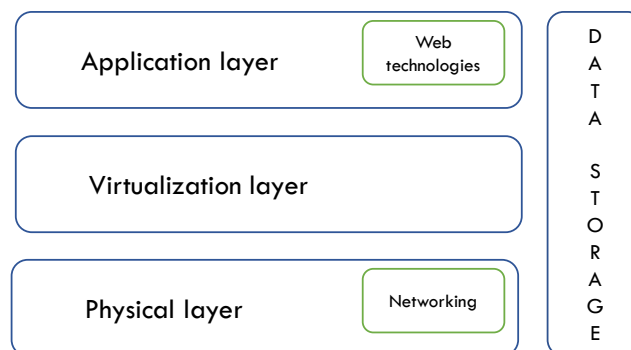 Application layer
Web
technologies
Virtualization layer
Physical layer
Networking
D
A
T
A
S
T
O
R
A
G
E